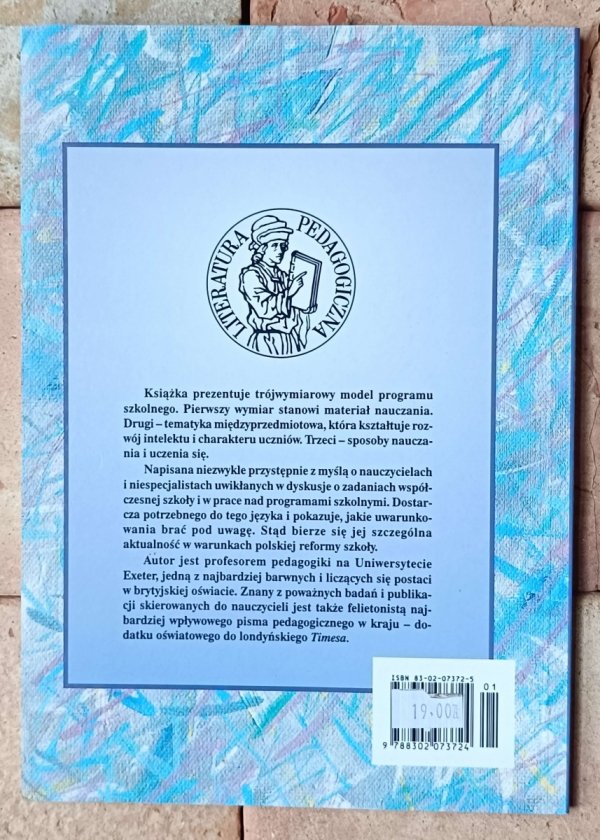 LITERATURA PEDAGOGICZNA
Książka prezentuje trójwymiarowy model programu
szkolnego. Pierwszy wymiar stanowi materiał nauczania.
Drugi – tematyka międzyprzedmiotowa, która kształtuje roz-
wój intelektu i charakteru uczniów. Trzeci – sposoby naucza-
nia i uczenia się.
Napisana niezwykle przystępnie z myślą o nauczycielach
i niespecjalistach uwikłanych w dyskusje o zadaniach współ-
czesnej szkoły i w prace nad programami szkolnymi. Dostar-
cza potrzebnego do tego języka i pokazuje, jakie uwarunko-
wania brać pod uwagę. Stąd bierze się jej szczególna
aktualność w warunkach polskiej reformy szkoły.
Autor jest profesorem pedagogiki na Uniwersytecie
Exeter, jedną z najbardziej barwnych i liczących się postaci
w brytyjskiej oświacie. Znany z poważnych badań i publika-
cji skierowanych do nauczycieli jest także felietonistą naj-
bardziej wpływowego pisma pedagogicznego w kraju – do-
datku oświatowego do londyńskiego Timesa.
ISBN 83-02-07372-5
01
19.00
9 788302 073724